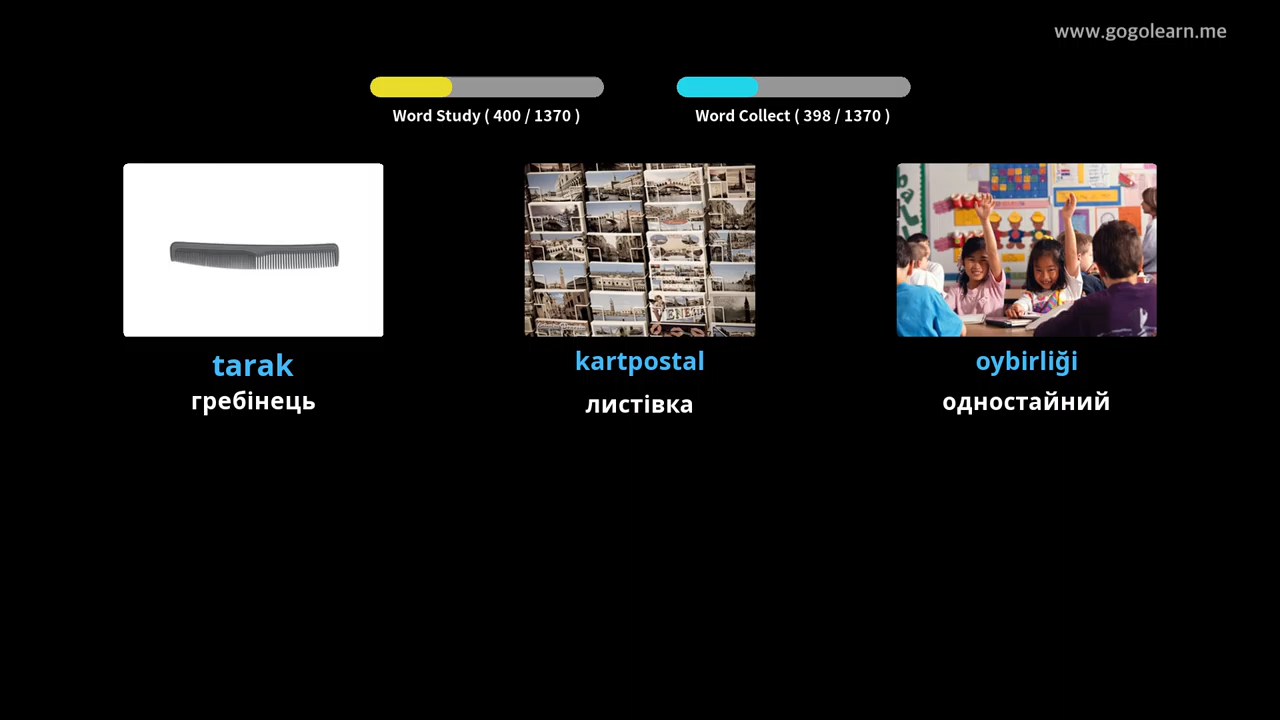 www.gogolearn.me
Word Study ( 400 / 1370 )
Word Collect ( 398 / 1370 )
tarak
kartpostal
oybirliği
гребінець
листівка
одностайний